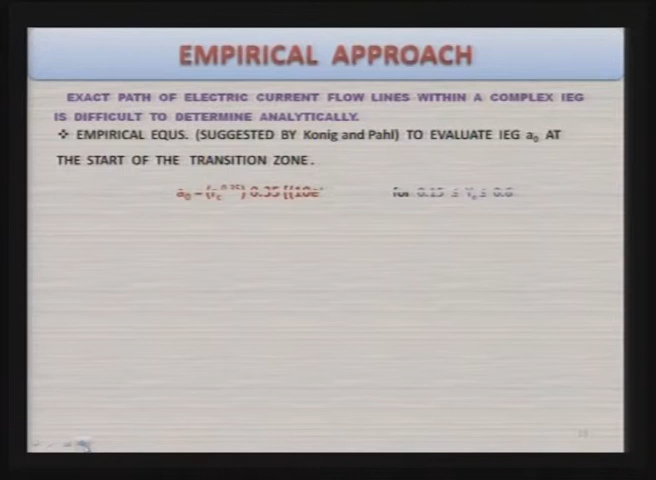 EMPIRICAL APPROACH
EXACT PATH OF ELECTRIC CURRENT FLOW LINES WITHIN A COMPLEX IEG
IS DIFFICULT TO DETERMINE ANALYTICALLY.
❖ EMPIRICAL EQUS. (SUGGESTED BY Konig and Pahl) TO EVALUATE IEG a₀ AT
THE START OF THE TRANSITION ZONE.
for